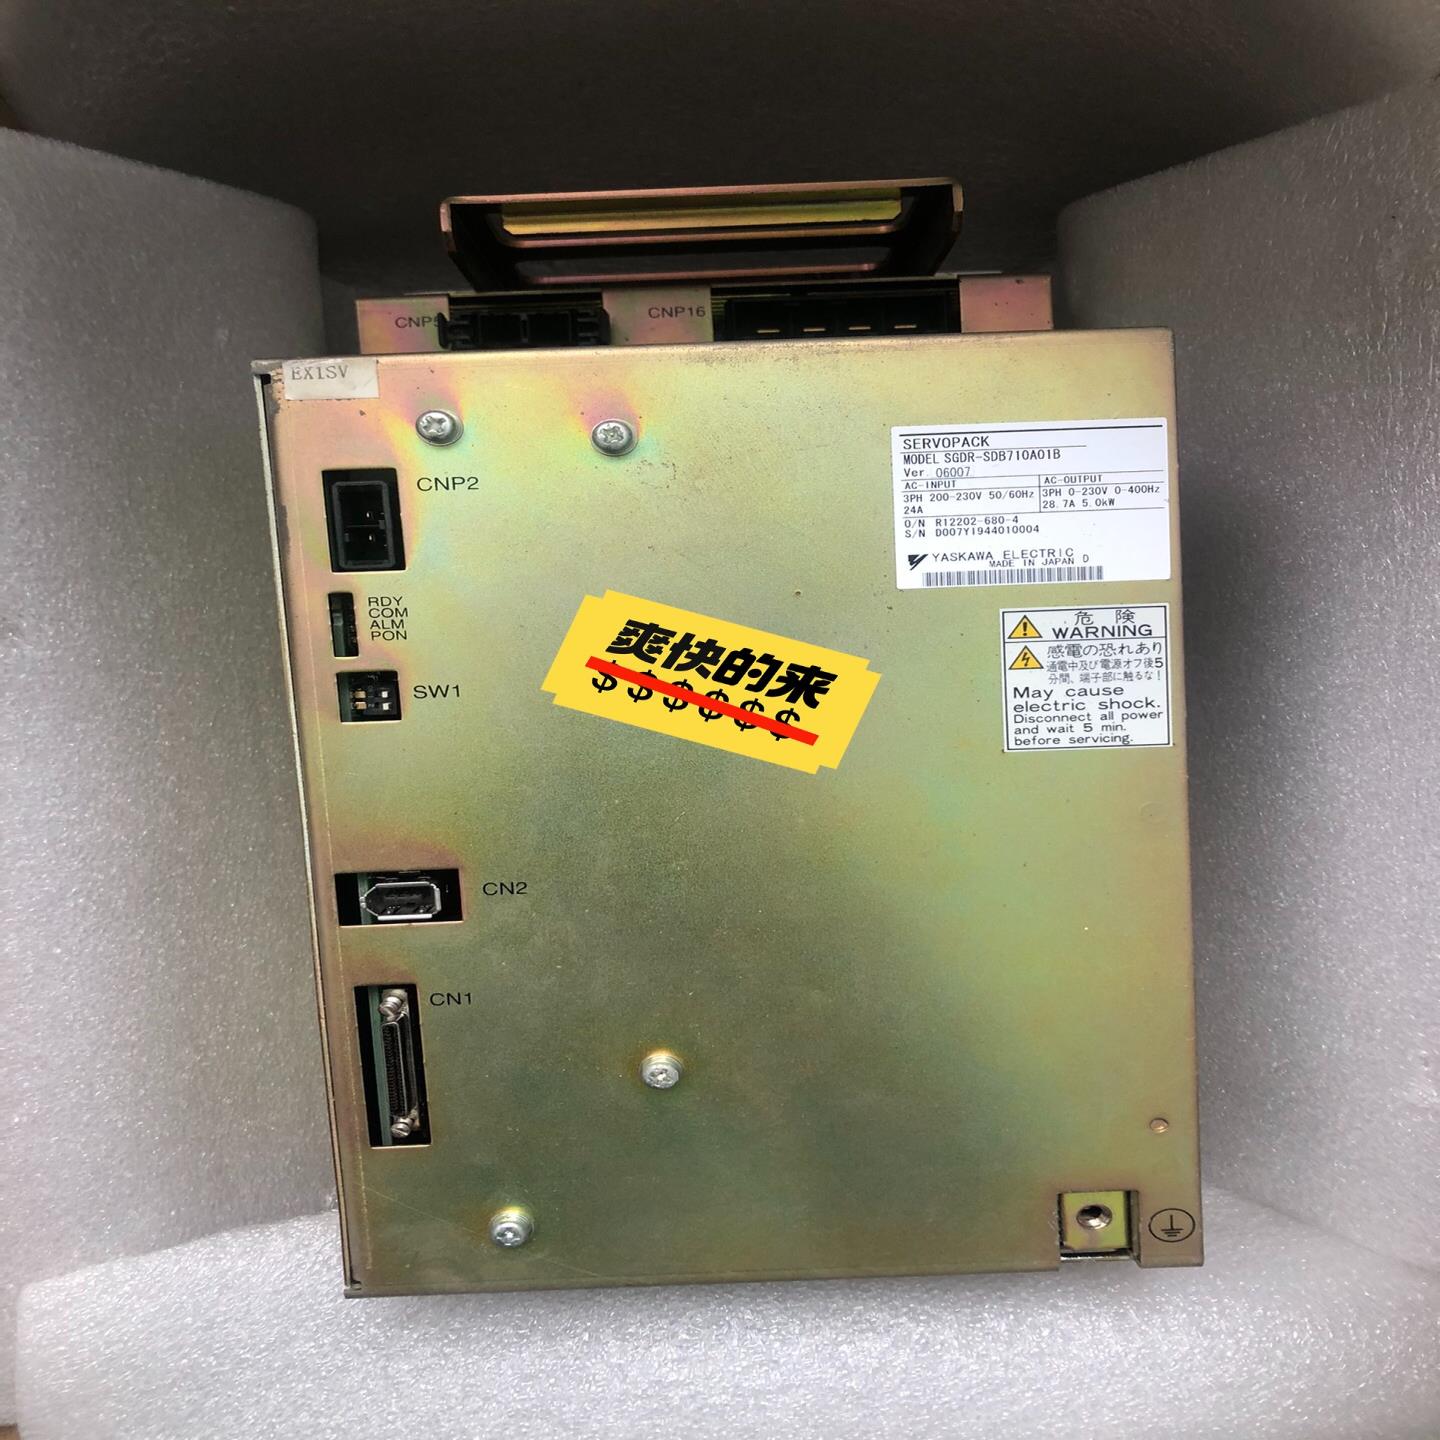 CNP5
CNP16
EX1SV
CNP2
RDY
COM
ALM
PON
SW1
SERVOPACK
MODEL SGDR-SDB710A01B
Ver. 06007
AC-INPUT
3PH 200-230V 50/60Hz
24A
AC-OUTPUT
3PH 0-230V 0-400Hz
28.7A 5.0kW
O/N R12202-680-4
S/N D007Y1944010004
YASKAWA ELECTRIC
MADE IN JAPAN D
危険
WARNING
感電の恐れあり
通電中及び電源オフ後5
分間、端子部に触るな!
May cause
electric shock.
Disconnect all power
and wait 5 min.
before servicing.
爽快的来
$$$$$$
CN2
CN1